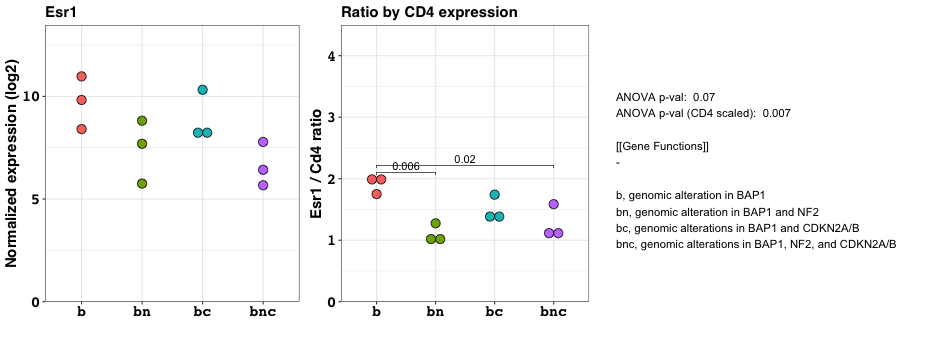 Esr1
Normalized expression (log2)
10
5
0
b bn bc bnc
Ratio by CD4 expression
Esr1 / Cd4 ratio
4
3
2
1
0
0.006
0.02
b bn bc bnc
ANOVA p-val: 0.07
ANOVA p-val (CD4 scaled): 0.007
[[Gene Functions]]
-
b, genomic alteration in BAP1
bn, genomic alteration in BAP1 and NF2
bc, genomic alterations in BAP1 and CDKN2A/B
bnc, genomic alterations in BAP1, NF2, and CDKN2A/B